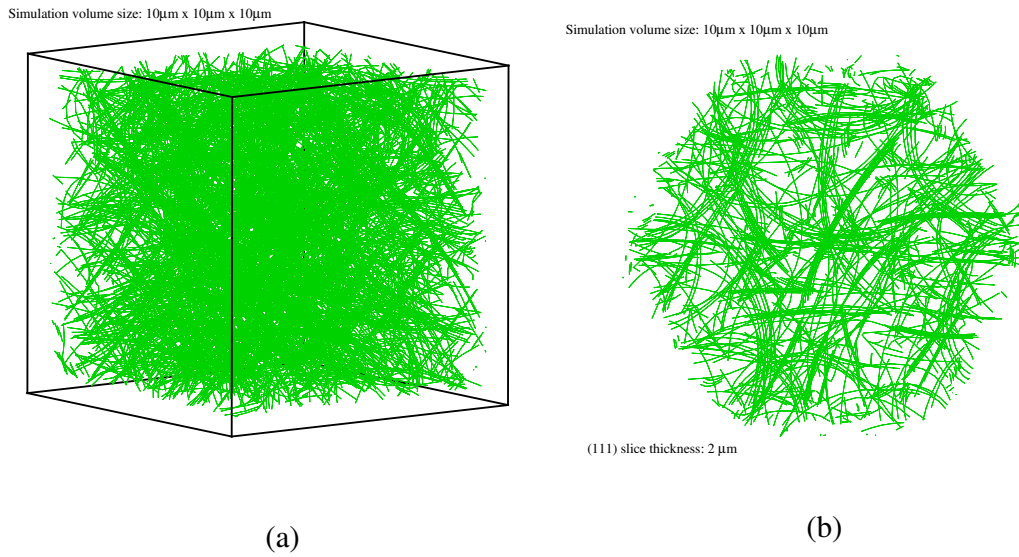 Simulation volume size: 10μm x 10μm x 10μm
Simulation volume size: 10μm x 10μm x 10μm
(111) slice thickness: 2 μm
(a)
(b)